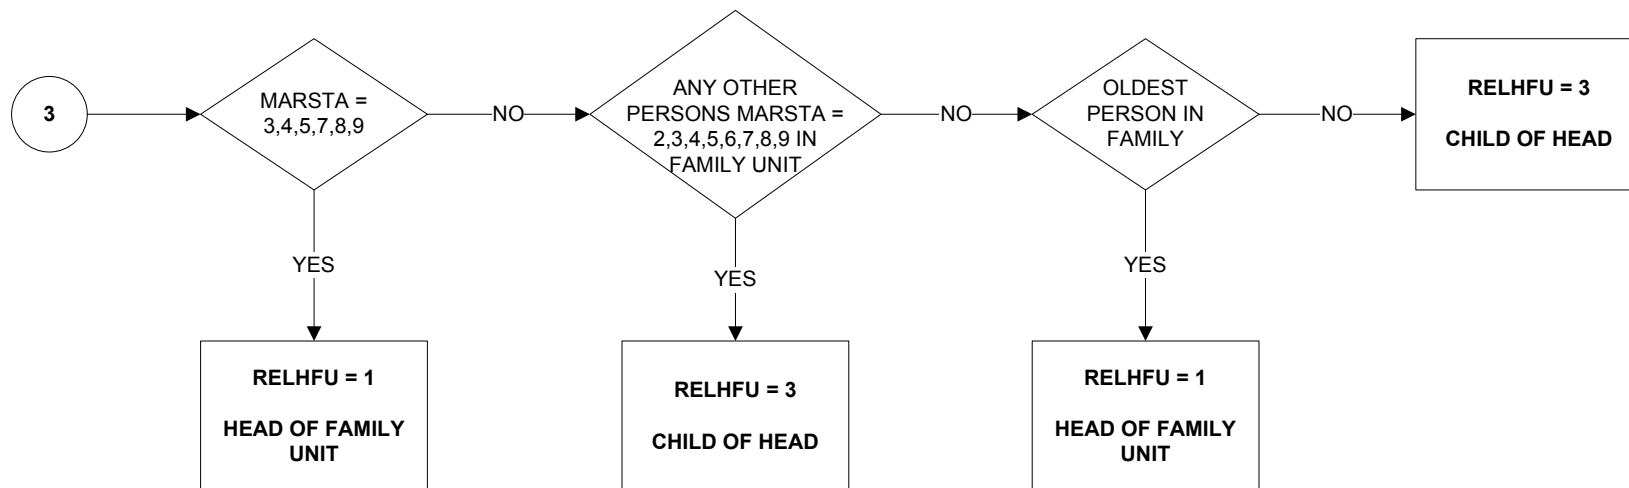 3
MARSTA =
3,4,5,7,8,9
NO
ANY OTHER
PERSONS MARSTA =
2,3,4,5,6,7,8,9 IN
FAMILY UNIT
NO
OLDEST
PERSON IN
FAMILY
NO
RELHFU = 3
CHILD OF HEAD
YES
YES
YES
RELHFU = 1
HEAD OF FAMILY
UNIT
RELHFU = 3
CHILD OF HEAD
RELHFU = 1
HEAD OF FAMILY
UNIT